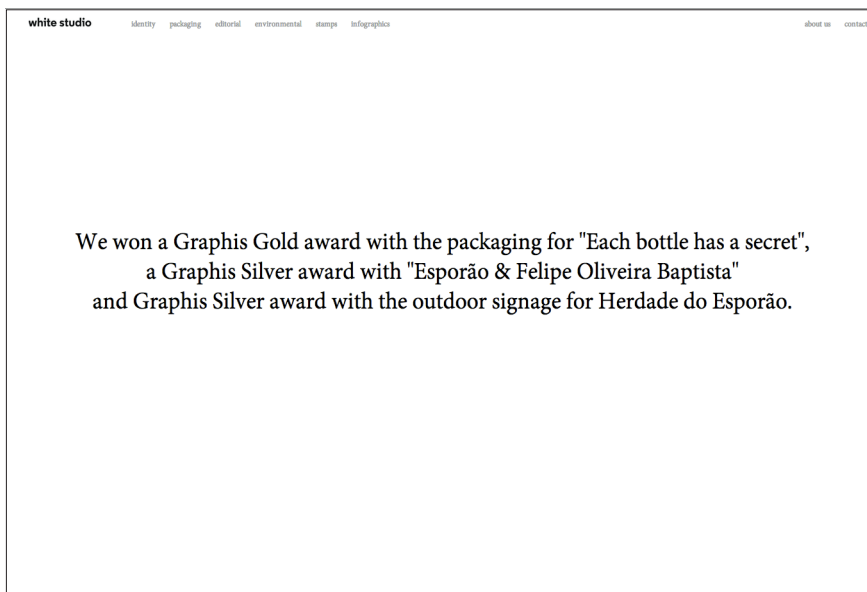 white studio identity packaging editorial environmental stamps infographics about us contact
We won a Graphis Gold award with the packaging for "Each bottle has a secret",
a Graphis Silver award with "Esporão & Felipe Oliveira Baptista"
and Graphis Silver award with the outdoor signage for Herdade do Esporão.